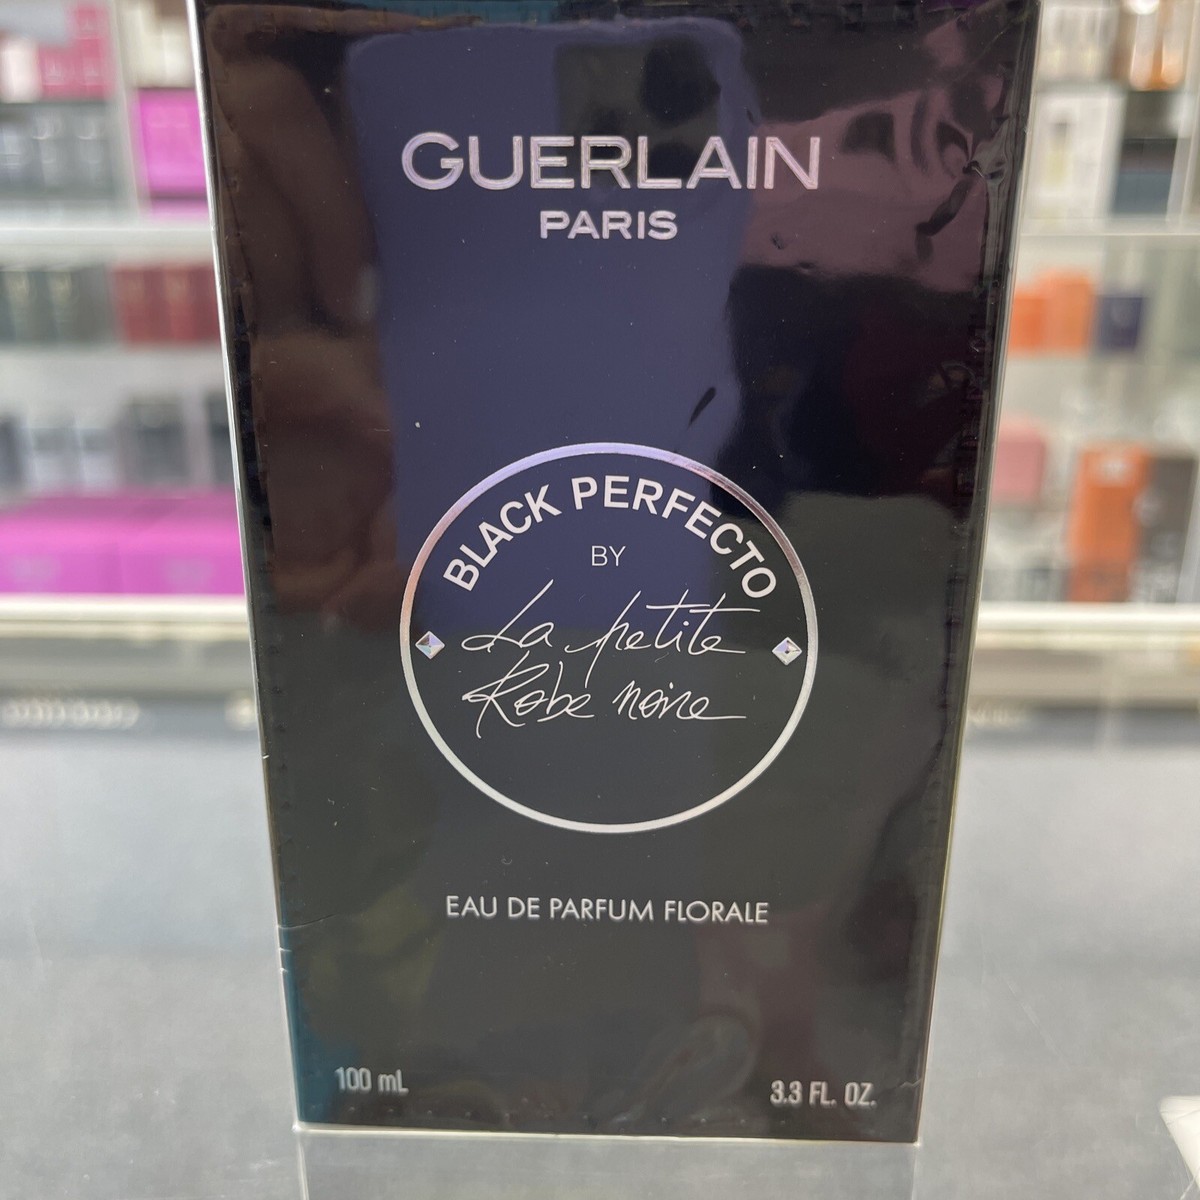 GUERLAIN
PARIS
BLACK PERFECTO
BY
La petite
Robe noire
EAU DE PARFUM FLORALE
100 mL
3.3 FL. OZ.